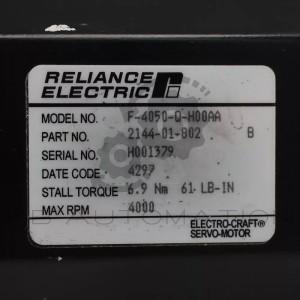 RELIANCE
ELECTRIC
MODEL NO. F-4050-Q-H00AA
PART NO. 2144-01-802 B
SERIAL NO. H001379
DATE CODE 4297
STALL TORQUE 6.9 Nm 61 LB-IN
MAX RPM 4000
ELECTRO-CRAFT®
SERVO-MOTOR